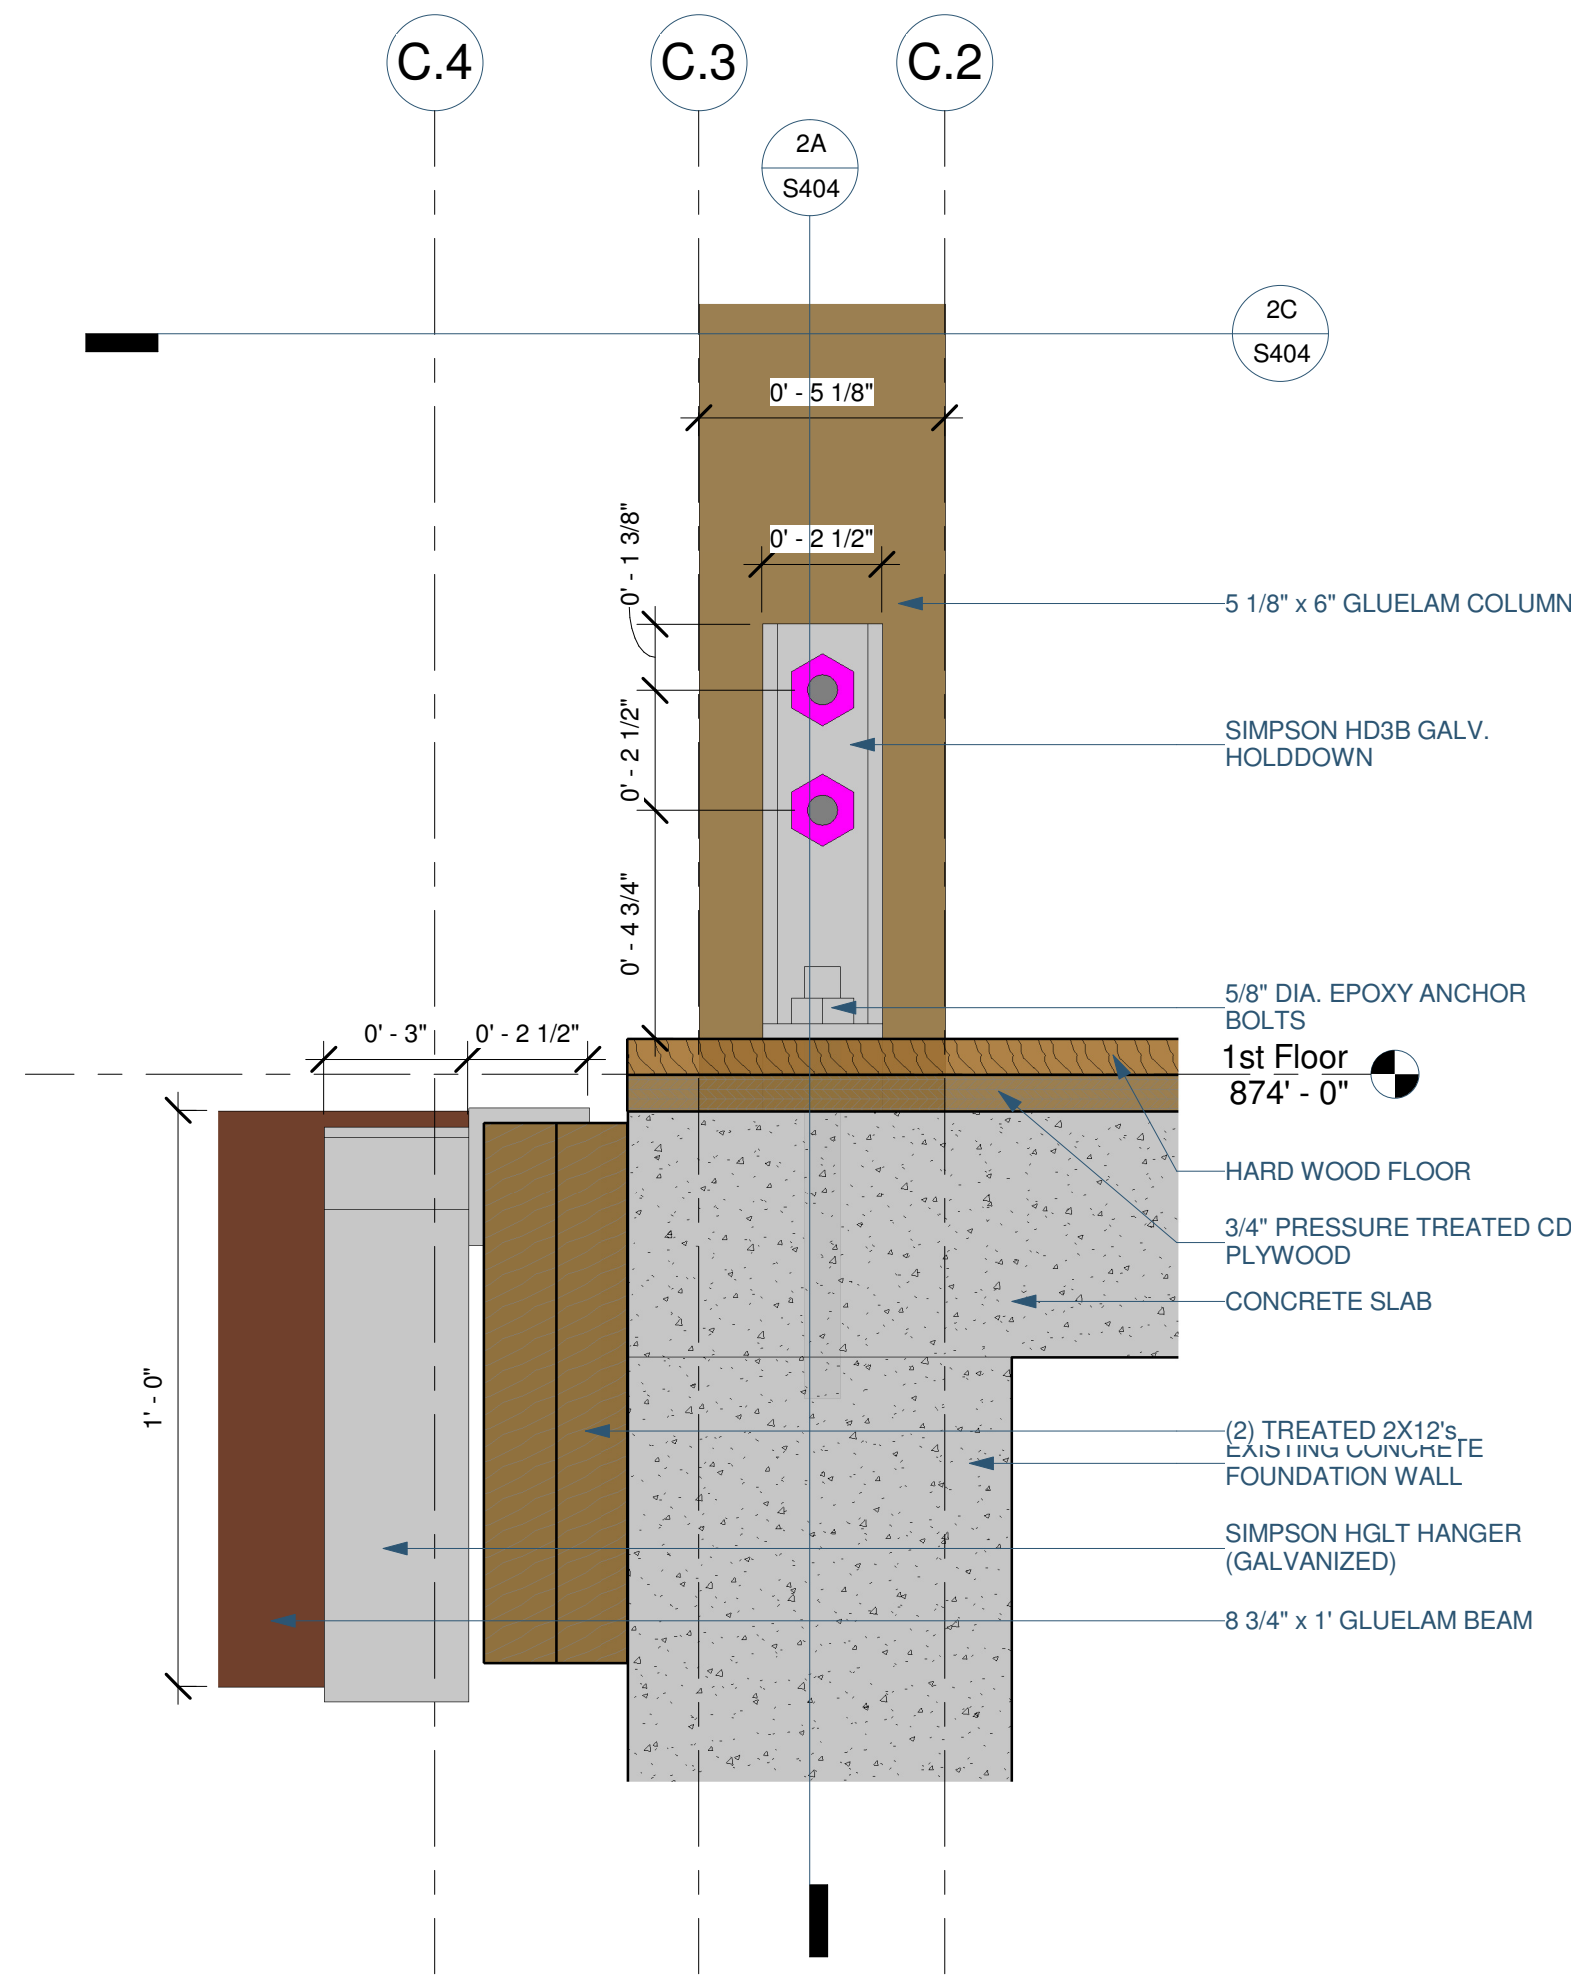 C.4
C.3
C.2
2A
S404
2C
S404
0' - 5 1/8"
0' - 1 3/8"
0' - 2 1/2"
5 1/8" x 6" GLUELAM COLUMN
0' - 2 1/2"
SIMPSON HD3B GALV.
HOLDDOWN
0' - 4 3/4"
5/8" DIA. EPOXY ANCHOR
BOLTS
0' - 3"
0' - 2 1/2"
1st Floor
874' - 0"
HARD WOOD FLOOR
3/4" PRESSURE TREATED CD
PLYWOOD
CONCRETE SLAB
1' - 0"
(2) TREATED 2X12's
EXISTING CONCRETE
FOUNDATION WALL
SIMPSON HGLT HANGER
(GALVANIZED)
8 3/4" x 1' GLUELAM BEAM